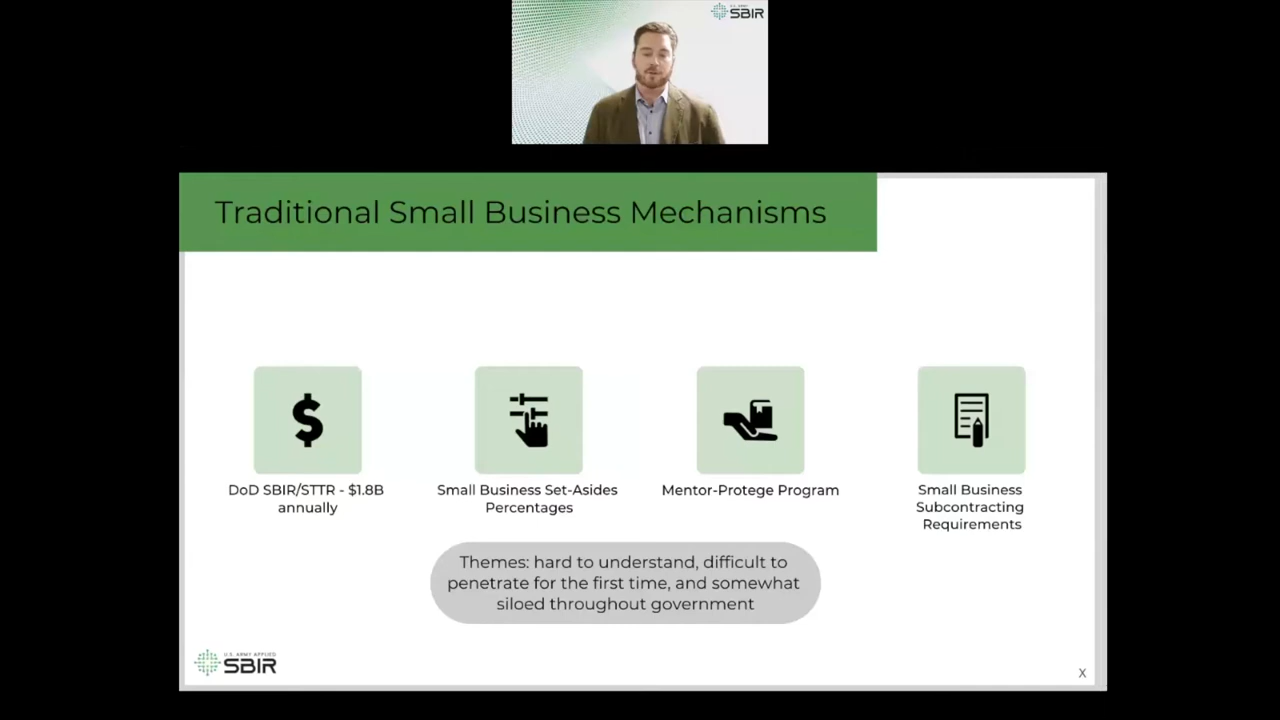 U.S. ARMY
SBIR
Traditional Small Business Mechanisms
DoD SBIR/STTR - $1.8B
annually
Small Business Set-Asides
Percentages
Mentor-Protege Program
Small Business
Subcontracting
Requirements
Themes: hard to understand, difficult to
penetrate for the first time, and somewhat
siloed throughout government
U.S. ARMY APPLIED
SBIR
X